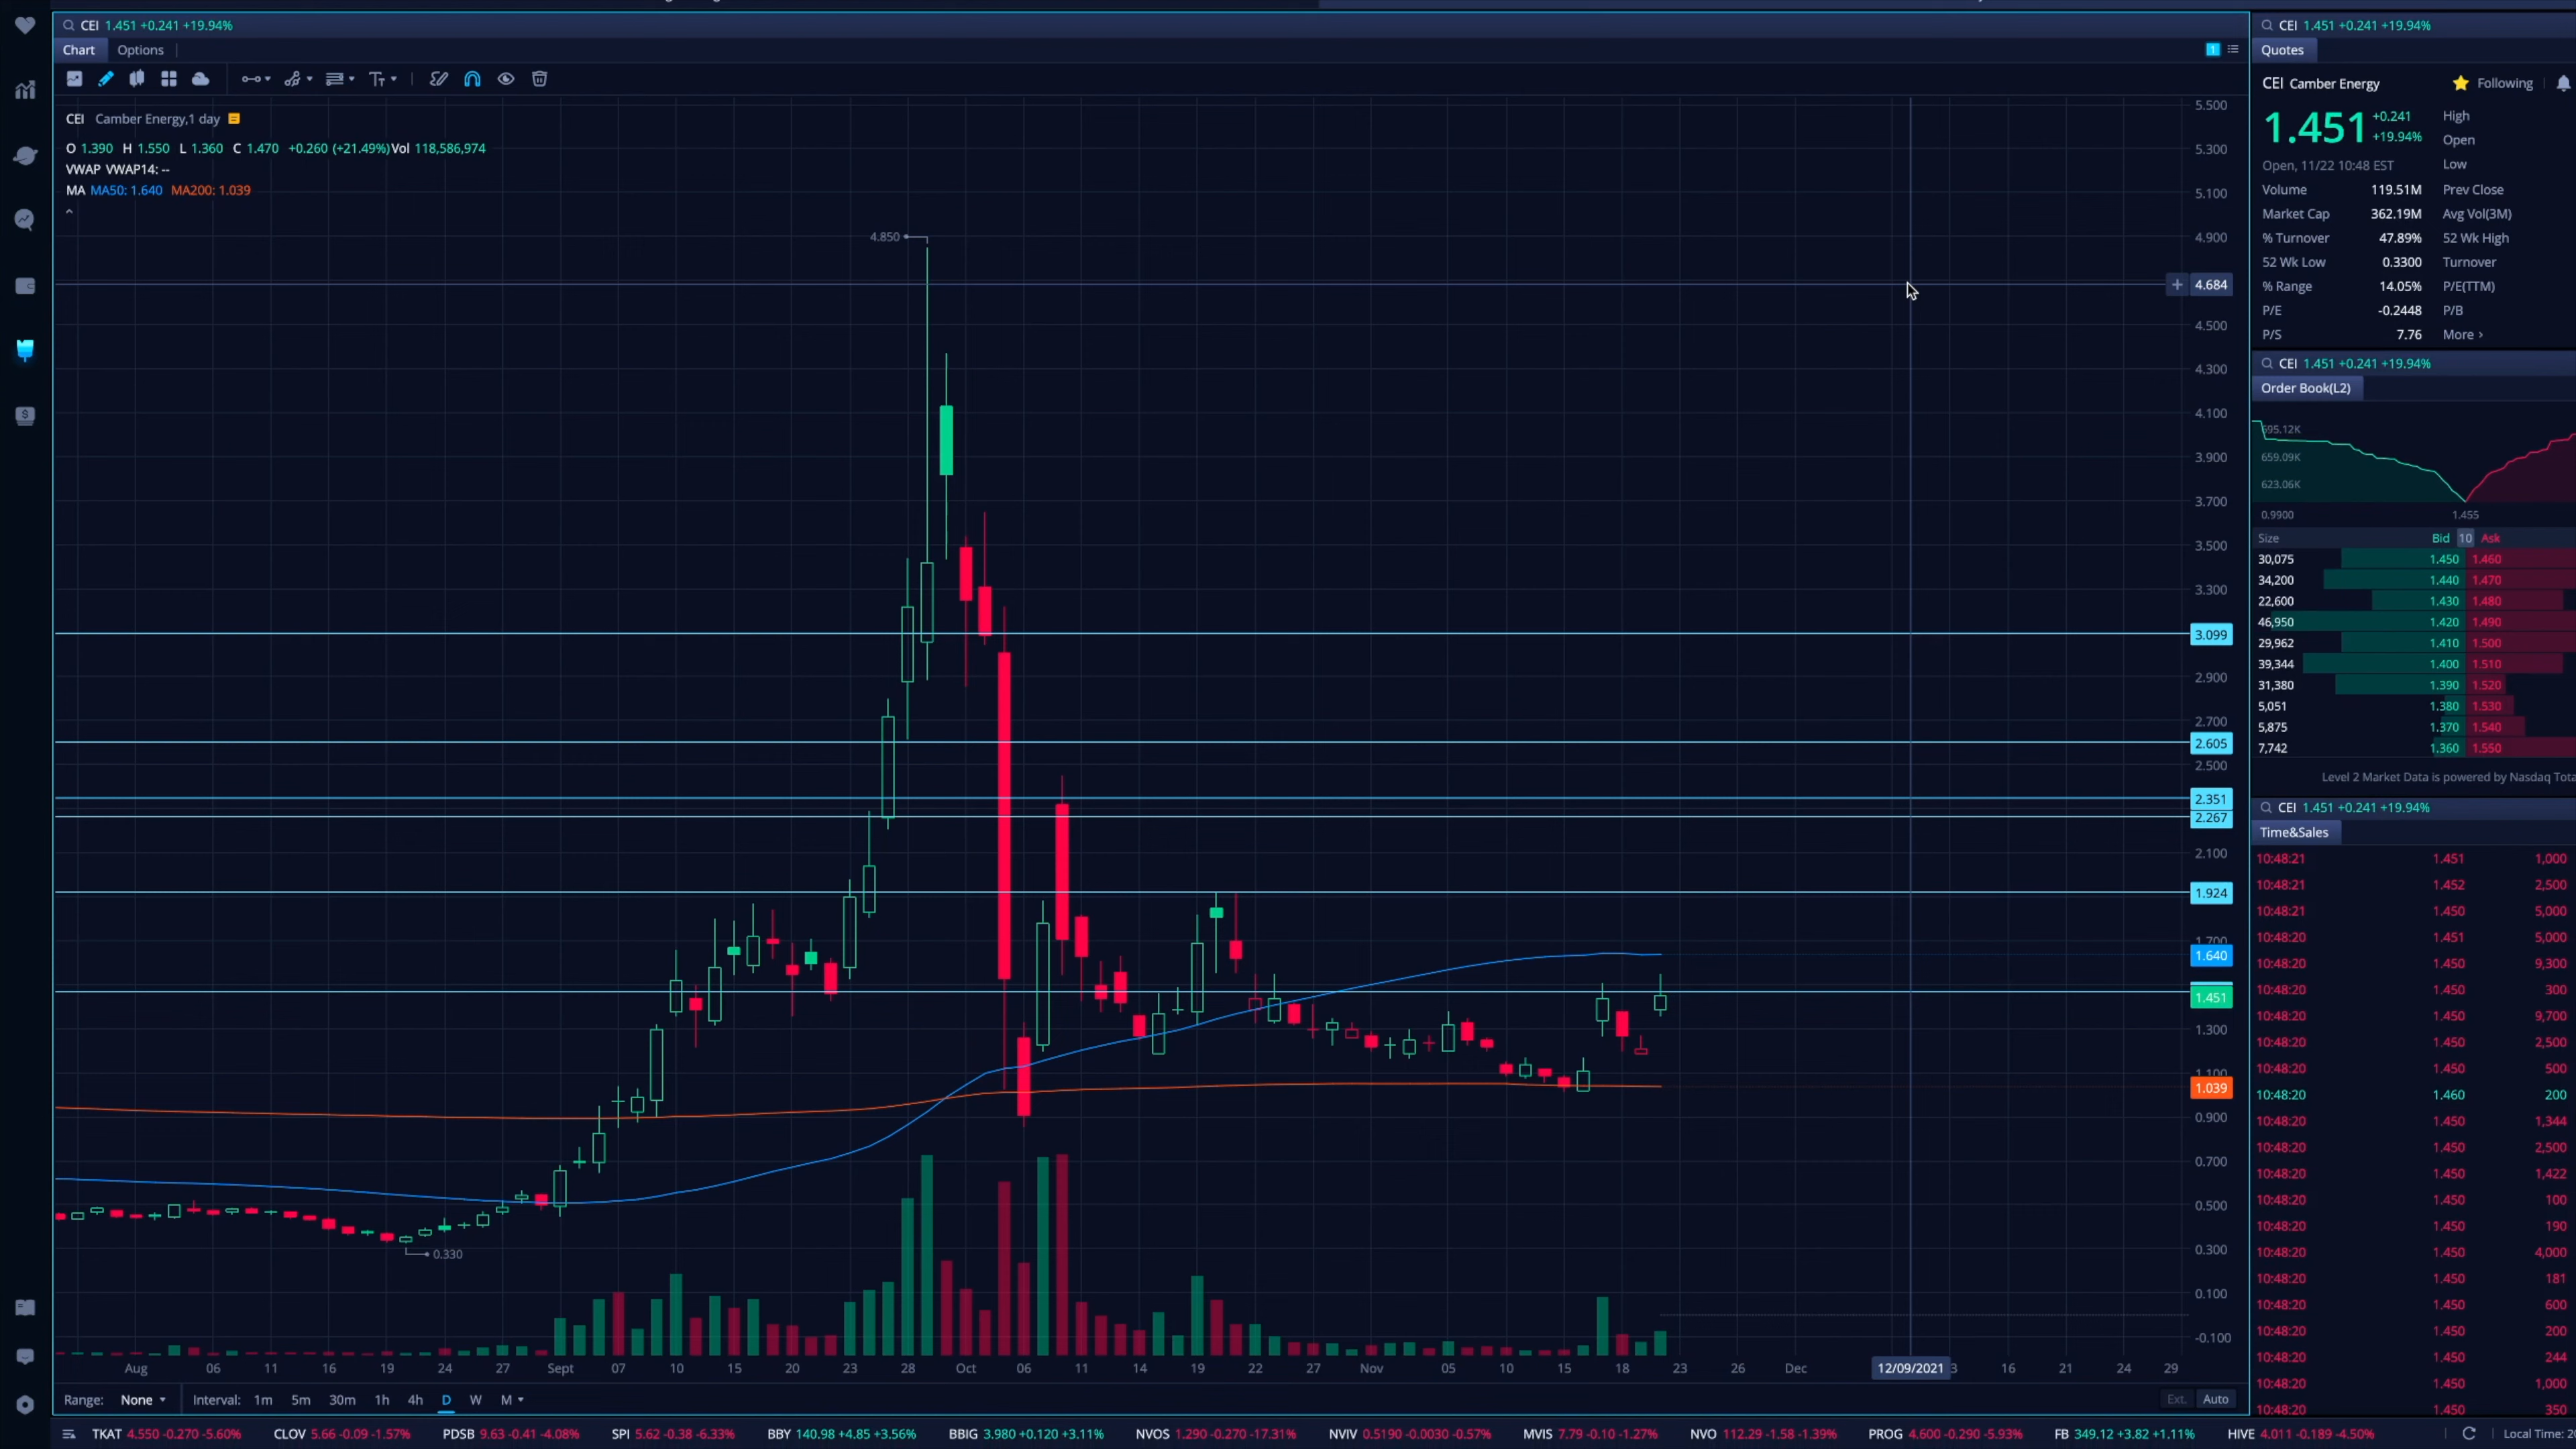 CEI 1.451 +0.241 +19.94%
Chart Options
CEI Camber Energy,1 day
O 1.390 H 1.550 L 1.360 C 1.470 +0.260 (+21.49%)Vol 118,586,974
VWAP VWAP14: --
MA MA50: 1.640 MA200: 1.039
5.500
5.300
5.100
4.900
4.850
4.684
4.500
4.300
4.100
3.900
3.700
3.500
3.300
3.099
2.900
2.700
2.605
2.500
2.351
2.267
2.100
1.924
1.700
1.640
1.451
1.300
1.100
1.039
0.900
0.700
0.500
0.330
0.300
0.100
-0.100
Aug 06 11 16 19 24 27 Sept 07 10 15 20 23 28 Oct 06 11 14 19 22 27 Nov 05 10 15 18 23 26 Dec 12/09/2021 3 16 21 24 29
Range: None Interval: 1m 5m 30m 1h 4h D W M Ext. Auto
CEI 1.451 +0.241 +19.94%
Quotes
CEI Camber Energy Following
1.451 +0.241 +19.94%
Open, 11/22 10:48 EST
High
Open
Low
Volume 119.51M Prev Close
Market Cap 362.19M Avg Vol(3M)
% Turnover 47.89% 52 Wk High
52 Wk Low 0.3300 Turnover
% Range 14.05% P/E(TTM)
P/E -0.2448 P/B
P/S 7.76 More ›
CEI 1.451 +0.241 +19.94%
Order Book(L2)
695.12K
659.09K
623.06K
0.9900 1.455
Size Bid 10 Ask
30,075 1.450 1.460
34,200 1.440 1.470
22,600 1.430 1.480
46,950 1.420 1.490
29,962 1.410 1.500
39,344 1.400 1.510
31,380 1.390 1.520
5,051 1.380 1.530
5,875 1.370 1.540
7,742 1.360 1.550
Level 2 Market Data is powered by Nasdaq Tota
CEI 1.451 +0.241 +19.94%
Time&Sales
10:48:21 1.451 1,000
10:48:21 1.452 2,500
10:48:21 1.450 5,000
10:48:20 1.451 5,000
10:48:20 1.450 9,300
10:48:20 1.450 300
10:48:20 1.450 9,700
10:48:20 1.450 2,500
10:48:20 1.450 500
10:48:20 1.460 200
10:48:20 1.450 1,344
10:48:20 1.450 2,500
10:48:20 1.450 1,422
10:48:20 1.450 100
10:48:20 1.450 190
10:48:20 1.450 4,000
10:48:20 1.450 181
10:48:20 1.450 600
10:48:20 1.450 200
10:48:20 1.450 244
10:48:20 1.450 1,000
10:48:20 1.450 350
TKAT 4.550 -0.270 -5.60% CLOV 5.66 -0.09 -1.57% PDSB 9.63 -0.41 -4.08% SPI 5.62 -0.38 -6.33% BBY 140.98 +4.85 +3.56% BBIG 3.980 +0.120 +3.11% NVOS 1.290 -0.270 -17.31% NVIV 0.5190 -0.0030 -0.57% MVIS 7.79 -0.10 -1.27% NVO 112.29 -1.58 -1.39% PROG 4.600 -0.290 -5.93% FB 349.12 +3.82 +1.11% HIVE 4.011 -0.189 -4.50% Local Time: 2